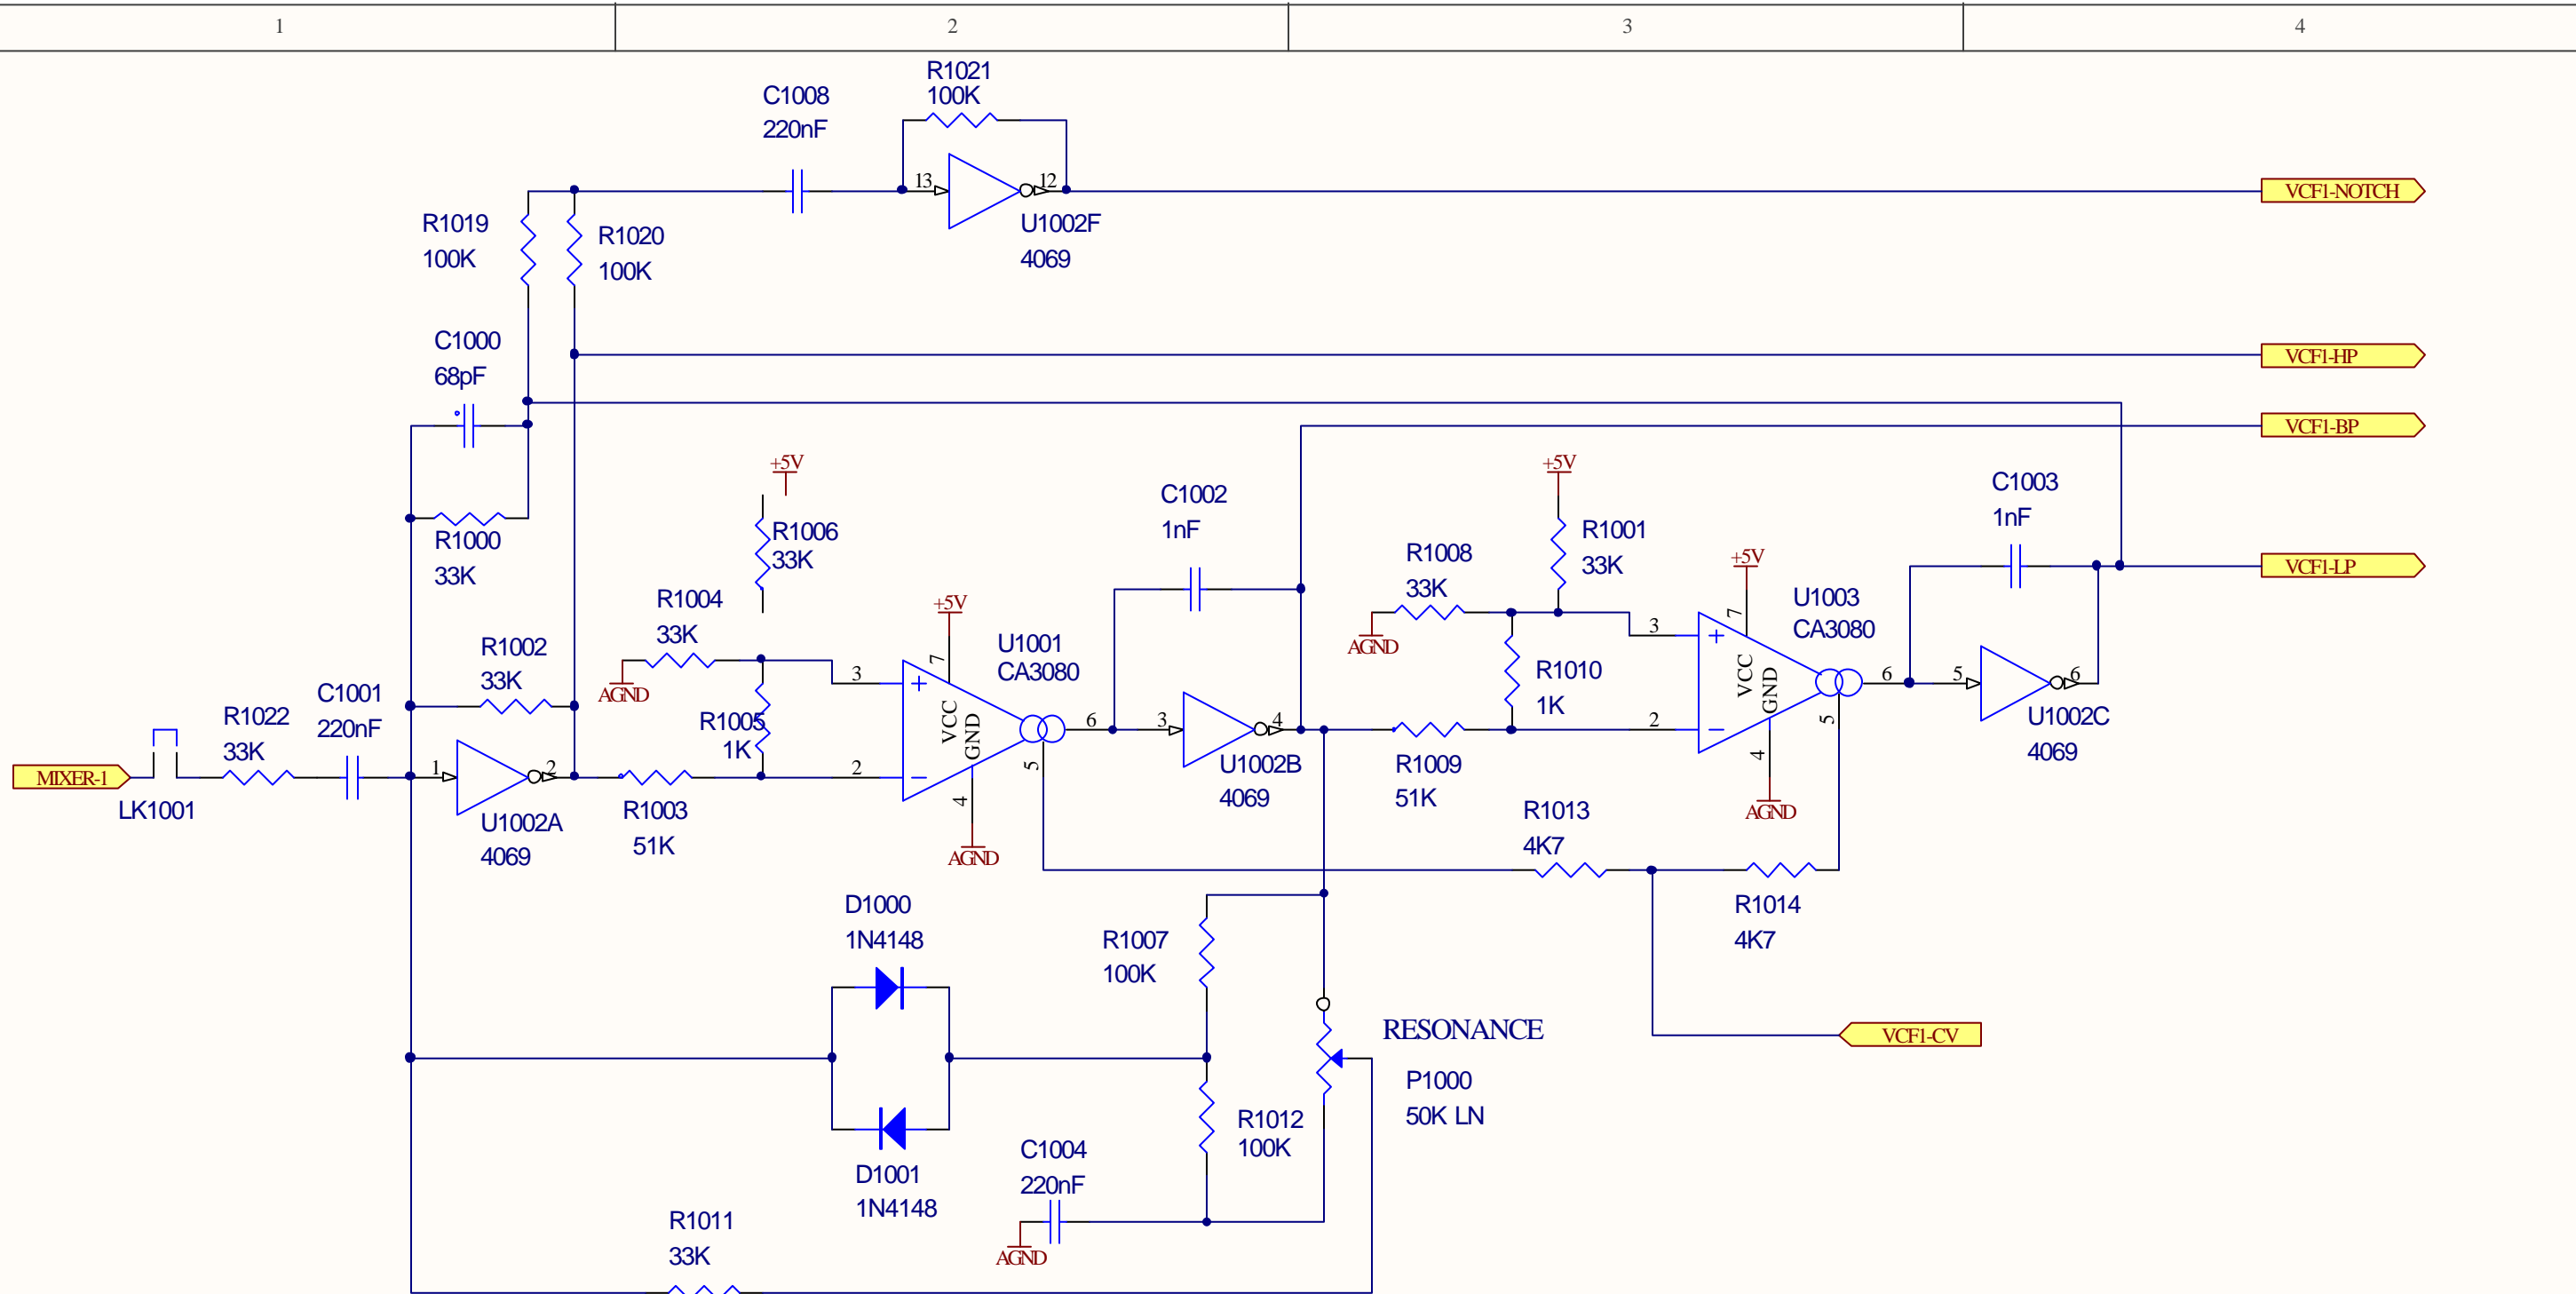 1
2
3
4
R1021
100K
C1008
220nF
13
12
VCF1-NOTCH
U1002F
4069
R1019
100K
R1020
100K
C1000
68pF
VCF1-HP
VCF1-BP
+5V
+5V
C1002
1nF
C1003
1nF
R1000
33K
R1006
33K
R1001
33K
R1008
33K
+5V
VCF1-LP
R1004
33K
+5V
U1003
CA3080
R1002
33K
U1001
CA3080
AGND
3
+
7
VCC
GND
R1010
1K
6
5
6
C1001
220nF
AGND
3
+
7
VCC
GND
R1022
33K
R1005
1K
6
3
4
2
−
5
4
U1002C
4069
MIXER-1
LK1001
1
2
U1002A
4069
R1003
51K
2
−
5
4
AGND
U1002B
4069
R1009
51K
AGND
R1013
4K7
R1014
4K7
D1000
1N4148
R1007
100K
RESONANCE
VCF1-CV
P1000
50K LN
R1012
100K
C1004
220nF
D1001
1N4148
R1011
33K
AGND